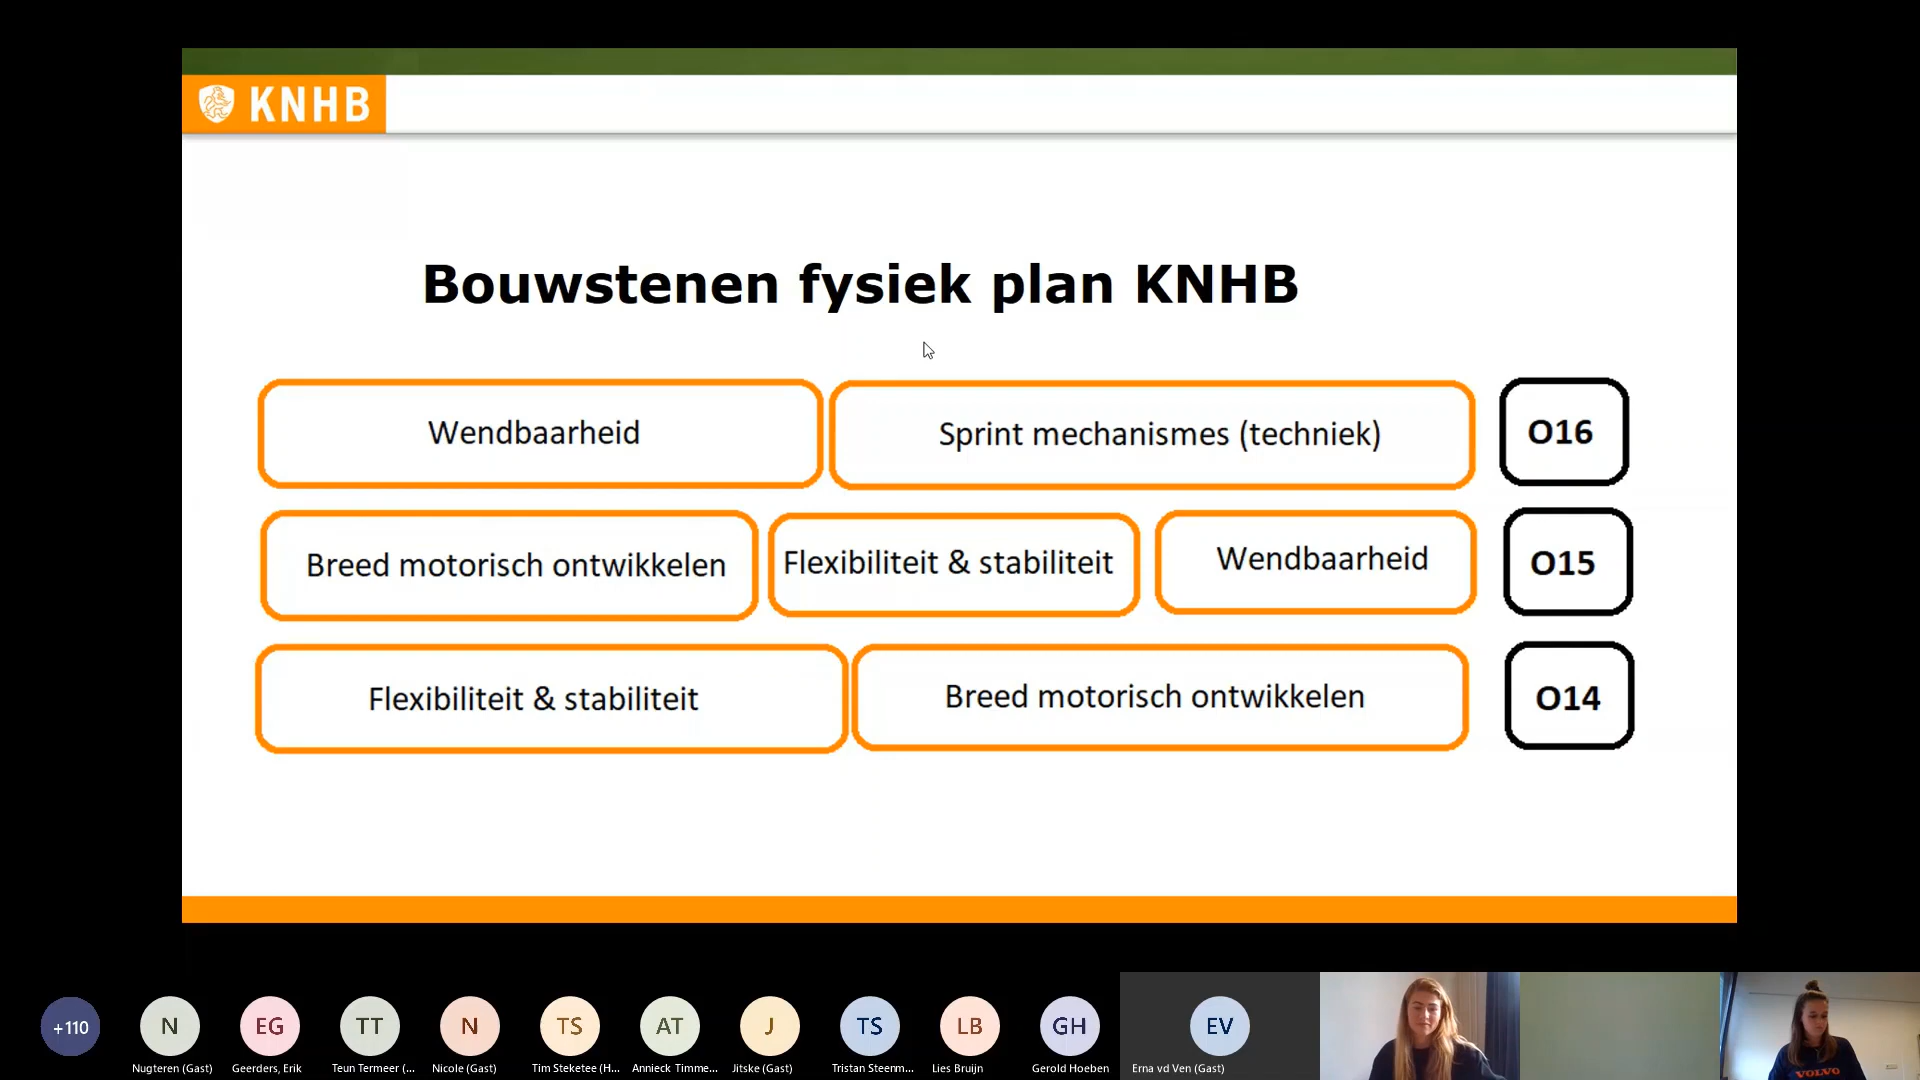 KNHB
Bouwstenen fysiek plan KNHB
Wendbaarheid
Sprint mechanismes (techniek)
O16
Breed motorisch ontwikkelen
Flexibiliteit & stabiliteit
Wendbaarheid
O15
Flexibiliteit & stabiliteit
Breed motorisch ontwikkelen
O14
+110
N
EG
TT
N
TS
AT
J
TS
LB
GH
EV
Nugteren (Gast)
Geerders, Erik
Teun Termeer (...
Nicole (Gast)
Tim Steketee (H...
Annieck Timme...
Jitske (Gast)
Tristan Steenm...
Lies Bruijn
Gerold Hoeben
Erna vd Ven (Gast)
VOLVO